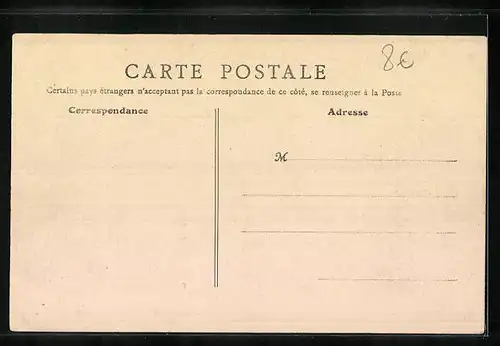 8€
CARTE POSTALE
Certains pays étrangers n'acceptant pas la correspondance de ce côté, se renseigner à la Poste
Correspondance
Adresse
M